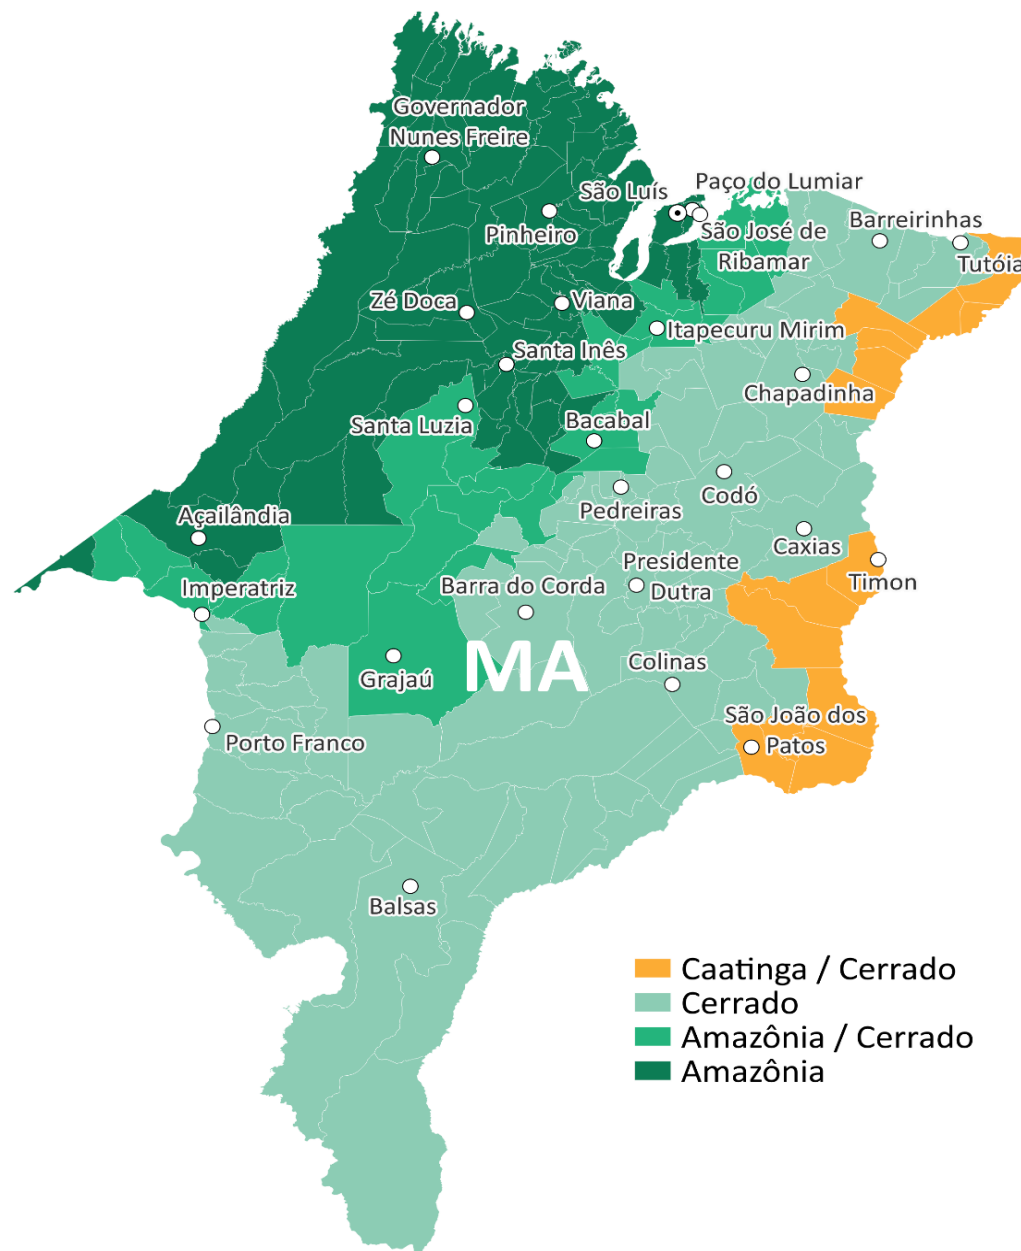 Governador
Nunes Freire
São Luís
Paço do Lumiar
Pinheiro
São José de
Ribamar
Barreirinhas
Tutóia
Zé Doca
Viana
Itapecuru Mirim
Santa Inês
Chapadinha
Santa Luzia
Bacabal
Codó
Pedreiras
Açailândia
Caxias
Presidente
Dutra
Timon
Imperatriz
Barra do Corda
MA
Grajaú
Colinas
São João dos
Patos
Porto Franco
Balsas
Caatinga / Cerrado
Cerrado
Amazônia / Cerrado
Amazônia